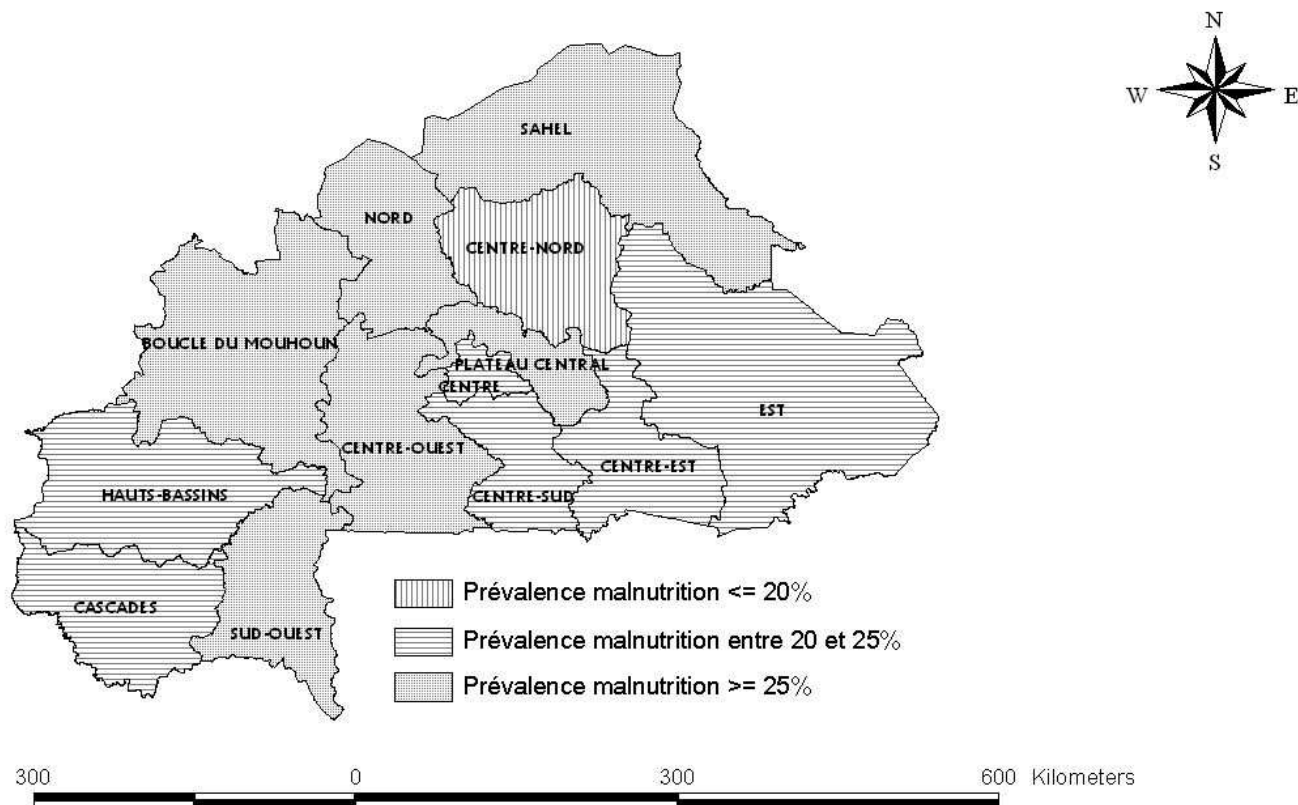 N
W E
S
SAHEL
NORD
CENTRE-NORD
BOUCLE DU MOUHOUN
PLATEAU CENTRAL
CENTRE
EST
CENTRE-OUEST
CENTRE-EST
HAUTS-BASSINS
CENTRE-SUD
CASCADES
SUD-OUEST
Prévalence malnutrition <= 20%
Prévalence malnutrition entre 20 et 25%
Prévalence malnutrition >= 25%
300 0 300 600 Kilometers